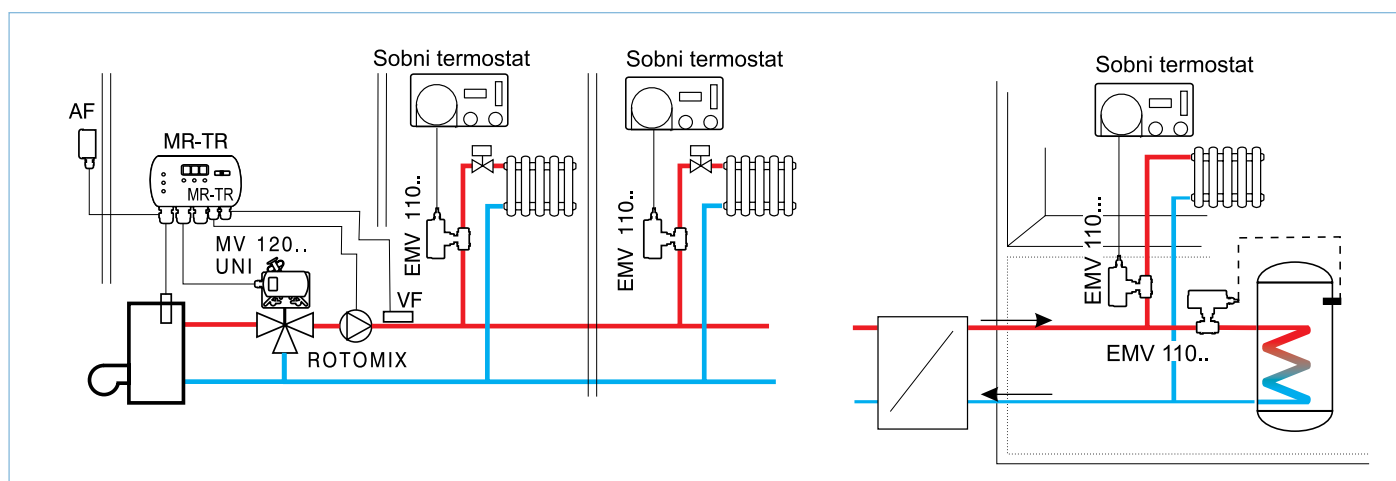 Sobni termostat
Sobni termostat
Sobni termostat
AF
MR-TR
MR-TR
MV 120..
UNI
EMV 110..
EMV 110..
EMV 110...
VF
ROTOMIX
EMV 110..